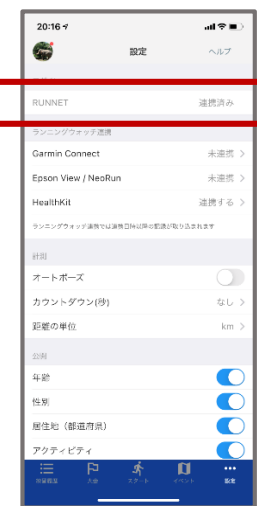 20:16
設定
ヘルプ
RUNNET
連携済み
ランニングウォッチ連携
Garmin Connect
未連携
Epson View / NeoRun
未連携
HealthKit
連携する
ランニングウォッチ連携では連携日時以降の記録が取り込まれます
計測
オートポーズ
カウントダウン(秒)
なし
距離の単位
km
公開
年齢
性別
居住地（都道府県）
アクティビティ
大会
スタート
イベント
設定